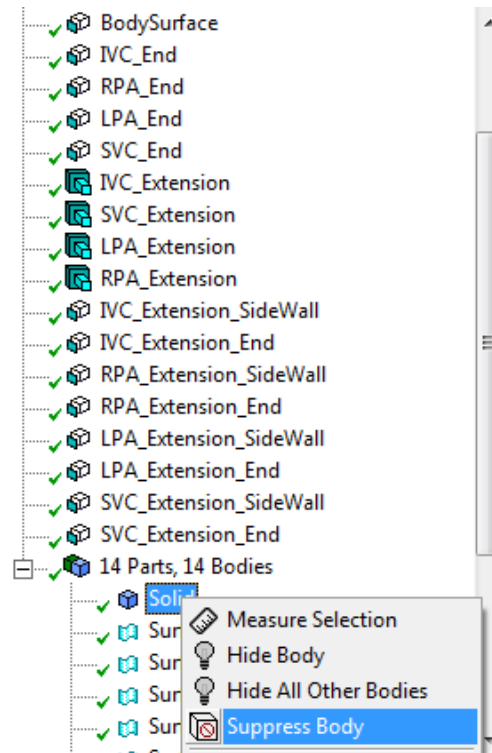 BodySurface
IVC_End
RPA_End
LPA_End
SVC_End
IVC_Extension
SVC_Extension
LPA_Extension
RPA_Extension
IVC_Extension_SideWall
IVC_Extension_End
RPA_Extension_SideWall
RPA_Extension_End
LPA_Extension_SideWall
LPA_Extension_End
SVC_Extension_SideWall
SVC_Extension_End
14 Parts, 14 Bodies
Solid
Measure Selection
Hide Body
Hide All Other Bodies
Suppress Body